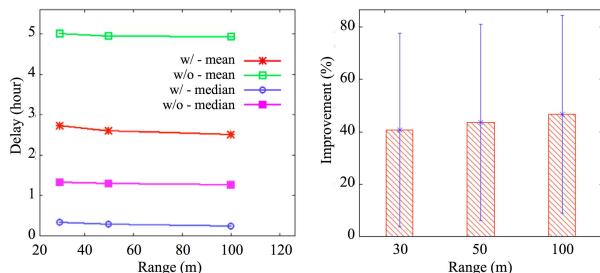 5
4
3
2
1
0
Delay (hour)
w/ - mean
w/o - mean
w/ - median
w/o - median
20 40 60 80 100 120
Range (m)
80
60
40
20
0
Improvement (%)
30 50 100
Range (m)